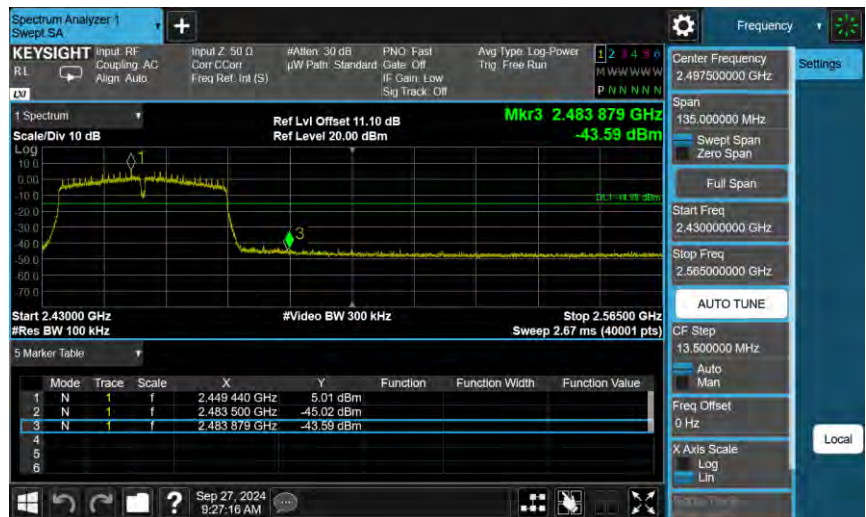 Spectrum Analyzer 1
Swept SA
+
Frequency
KEYSIGHT
RL
LXI
Input: RF
Coupling: AC
Align: Auto
Input Z: 50 Ω
Corr CCorr
Freq Ref: Int (S)
#Atten: 30 dB
µW Path: Standard
PNO: Fast
Gate: Off
IF Gain: Low
Sig Track: Off
Avg Type: Log-Power
Trig: Free Run
1 2 3 4 5 6
M W W W W W
P N N N N N
1 Spectrum
Scale/Div 10 dB
Ref Lvl Offset 11.10 dB
Ref Level 20.00 dBm
Mkr3 2.483 879 GHz
-43.59 dBm
Log
10.0
0.00
-10.0
-20.0
-30.0
-40.0
-50.0
-60.0
-70.0
1
3
Start 2.43000 GHz
#Res BW 100 kHz
#Video BW 300 kHz
Stop 2.56500 GHz
Sweep 2.67 ms (40001 pts)
5 Marker Table
Mode Trace Scale X Y Function Function Width Function Value
1 N 1 f 2.449 440 GHz 5.01 dBm
2 N 1 f 2.483 500 GHz -45.02 dBm
3 N 1 f 2.483 879 GHz -43.59 dBm
4
5
6
Center Frequency
2.497500000 GHz
Settings
Span
135.000000 MHz
Swept Span
Zero Span
Full Span
Start Freq
2.430000000 GHz
Stop Freq
2.565000000 GHz
AUTO TUNE
CF Step
13.500000 MHz
Auto
Man
Freq Offset
0 Hz
X Axis Scale
Log
Lin
Local
?
Sep 27, 2024
9:27:16 AM